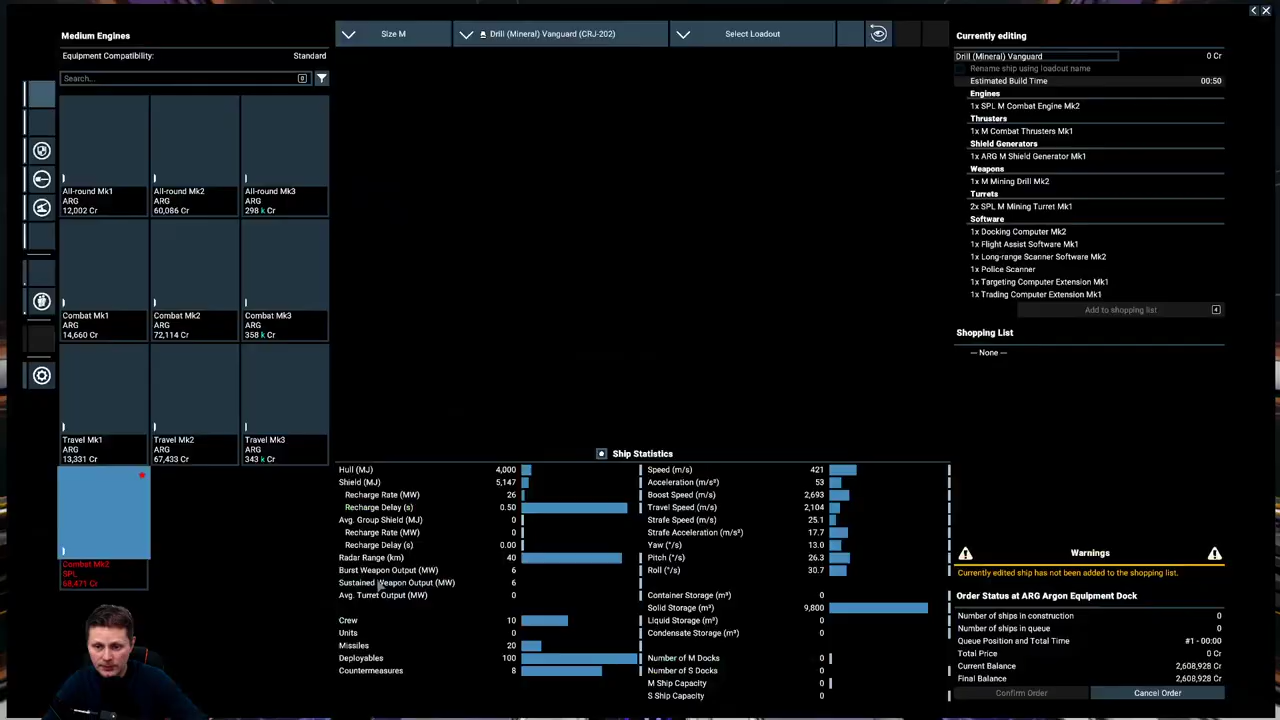 Medium Engines
Equipment Compatibility: Standard
Search... 0
All-round Mk1
ARG
12,002 Cr
All-round Mk2
ARG
60,086 Cr
All-round Mk3
ARG
298 k Cr
Combat Mk1
ARG
14,660 Cr
Combat Mk2
ARG
72,114 Cr
Combat Mk3
ARG
358 k Cr
Travel Mk1
ARG
13,331 Cr
Travel Mk2
ARG
67,433 Cr
Travel Mk3
ARG
343 k Cr
Combat Mk2
SPL
68,471 Cr
Size M
Drill (Mineral) Vanguard (CRJ-202)
Select Loadout
Ship Statistics
Hull (MJ) 4,000
Shield (MJ) 5,147
Recharge Rate (MW) 26
Recharge Delay (s) 0.50
Avg. Group Shield (MJ) 0
Recharge Rate (MW) 0
Recharge Delay (s) 0.00
Radar Range (km) 40
Burst Weapon Output (MW) 6
Sustained Weapon Output (MW) 6
Avg. Turret Output (MW) 0
Crew 10
Units 0
Missiles 20
Deployables 100
Countermeasures 8
Speed (m/s) 421
Acceleration (m/s²) 53
Boost Speed (m/s) 2,693
Travel Speed (m/s) 2,104
Strafe Speed (m/s) 25.1
Strafe Acceleration (m/s²) 17.7
Yaw (°/s) 13.0
Pitch (°/s) 26.3
Roll (°/s) 30.7
Container Storage (m³) 0
Solid Storage (m³) 9,800
Liquid Storage (m³) 0
Condensate Storage (m³) 0
Number of M Docks 0
Number of S Docks 0
M Ship Capacity 0
S Ship Capacity 0
Currently editing
Drill (Mineral) Vanguard 0 Cr
Rename ship using loadout name
Estimated Build Time 00:50
Engines
1x SPL M Combat Engine Mk2
Thrusters
1x M Combat Thrusters Mk1
Shield Generators
1x ARG M Shield Generator Mk1
Weapons
1x M Mining Drill Mk2
Turrets
2x SPL M Mining Turret Mk1
Software
1x Docking Computer Mk2
1x Flight Assist Software Mk1
1x Long-range Scanner Software Mk2
1x Police Scanner
1x Targeting Computer Extension Mk1
1x Trading Computer Extension Mk1
Add to shopping list 4
Shopping List
— None —
Warnings
Currently edited ship has not been added to the shopping list.
Order Status at ARG Argon Equipment Dock
Number of ships in construction 0
Number of ships in queue 0
Queue Position and Total Time #1 - 00:00
Total Price 0 Cr
Current Balance 2,608,928 Cr
Final Balance 2,608,928 Cr
Confirm Order
Cancel Order